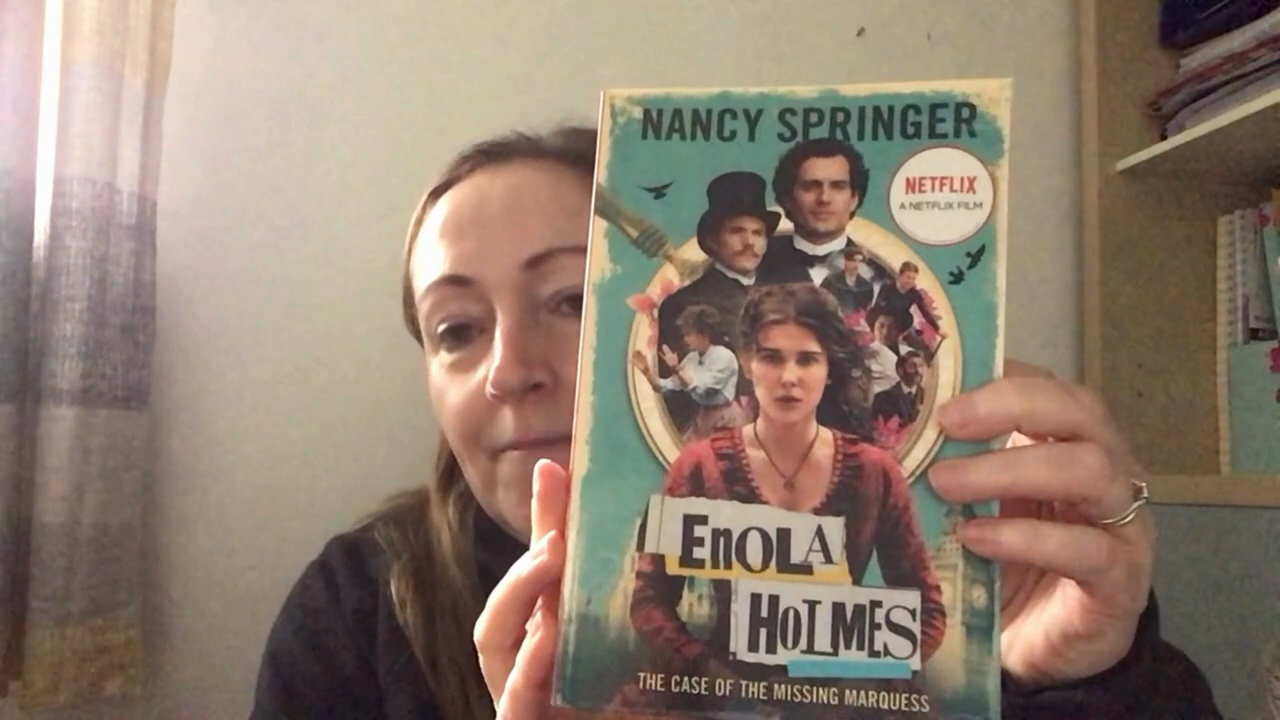 NANCY SPRINGER
NETFLIX
A NETFLIX FILM
EnOLA
HoLMES
THE CASE OF THE MISSING MARQUESS